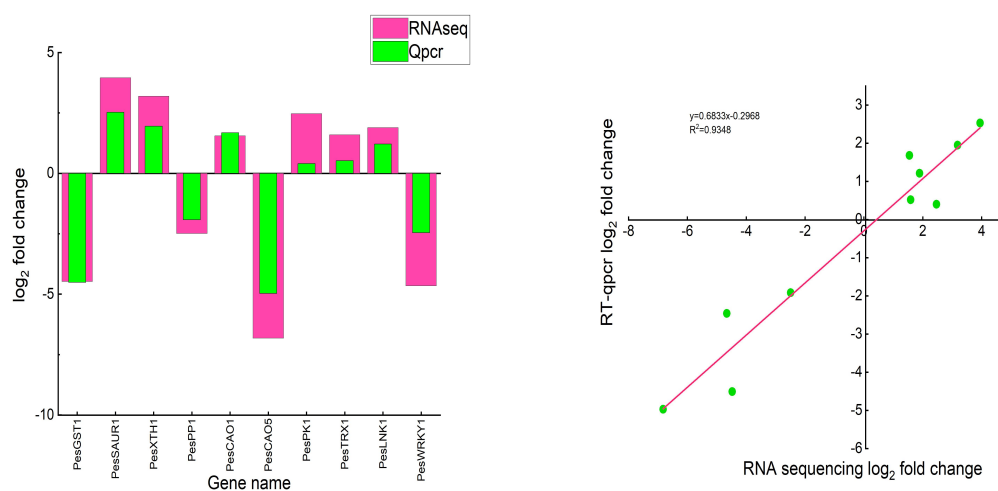 RNAseq
Qpcr
5
0
-5
-10
log2 fold change
PesGST1
PesSAUR1
PesXTH1
PesPP1
PesCAO1
PesCAO5
PesPK1
PesTRX1
PesLNK1
PesWRKY1
Gene name
y=0.6833x-0.2968
R²=0.9348
3
2
1
0
-1
-2
-3
-4
-5
-6
-8 -6 -4 -2 0 2 4
RT-qpcr log2 fold change
RNA sequencing log2 fold change